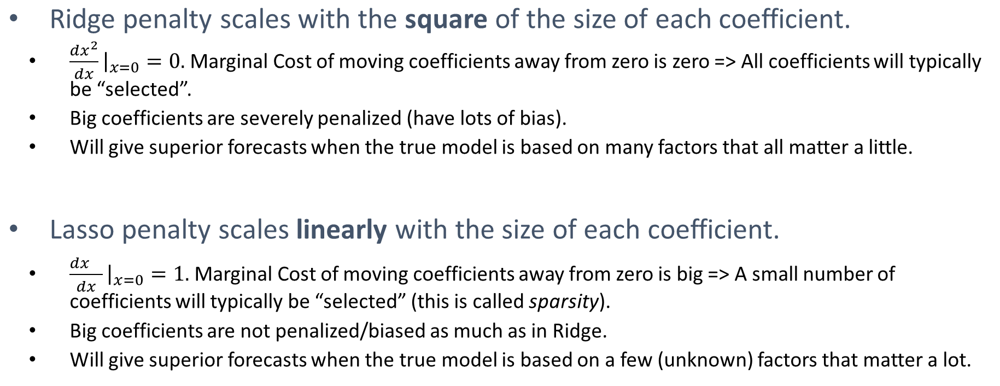 • Ridge penalty scales with the square of the size of each coefficient.
• dx²/dx |x=0 = 0. Marginal Cost of moving coefficients away from zero is zero => All coefficients will typically
be “selected”.
• Big coefficients are severely penalized (have lots of bias).
• Will give superior forecasts when the true model is based on many factors that all matter a little.
• Lasso penalty scales linearly with the size of each coefficient.
• dx/dx |x=0 = 1. Marginal Cost of moving coefficients away from zero is big => A small number of
coefficients will typically be “selected” (this is called sparsity).
• Big coefficients are not penalized/biased as much as in Ridge.
• Will give superior forecasts when the true model is based on a few (unknown) factors that matter a lot.